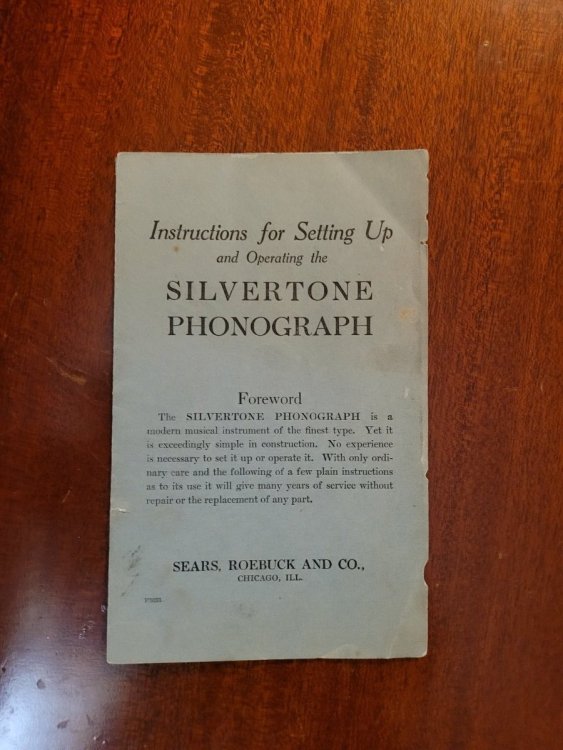 Instructions for Setting Up
and Operating the
SILVERTONE
PHONOGRAPH
Foreword
The SILVERTONE PHONOGRAPH is a
modern musical instrument of the finest type. Yet it
is exceedingly simple in construction. No experience
is necessary to set it up or operate it. With only ordi-
nary care and the following of a few plain instructions
as to its use it will give many years of service without
repair or the replacement of any part.
SEARS, ROEBUCK AND CO.,
CHICAGO, ILL.